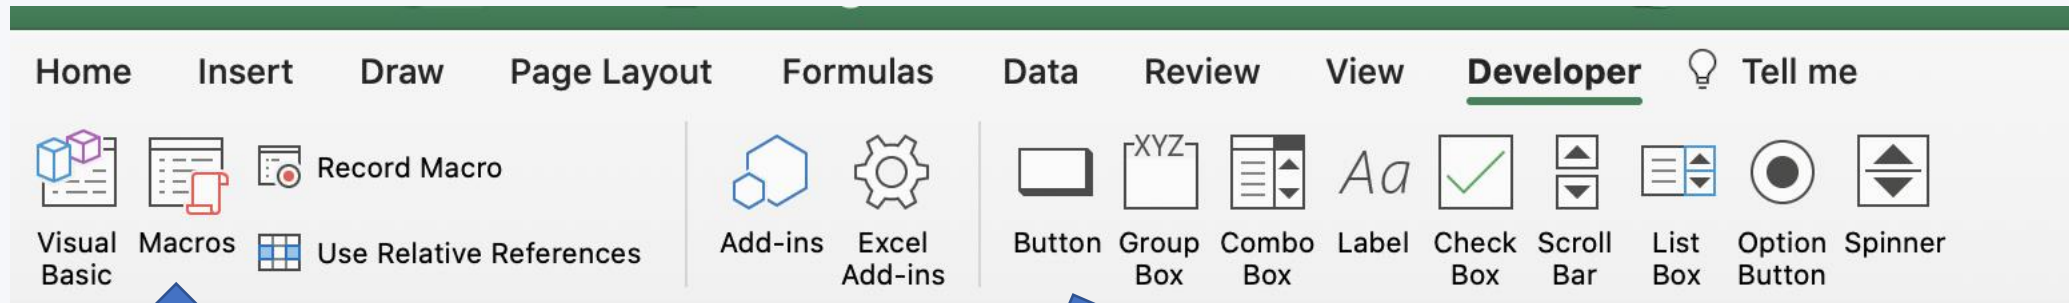 Home Insert Draw Page Layout Formulas Data Review View Developer Tell me
Record Macro
XYZ
Aa
Visual Basic Macros Use Relative References Add-ins Excel Add-ins Button Group Box Combo Box Label Check Box Scroll Bar List Box Option Button Spinner